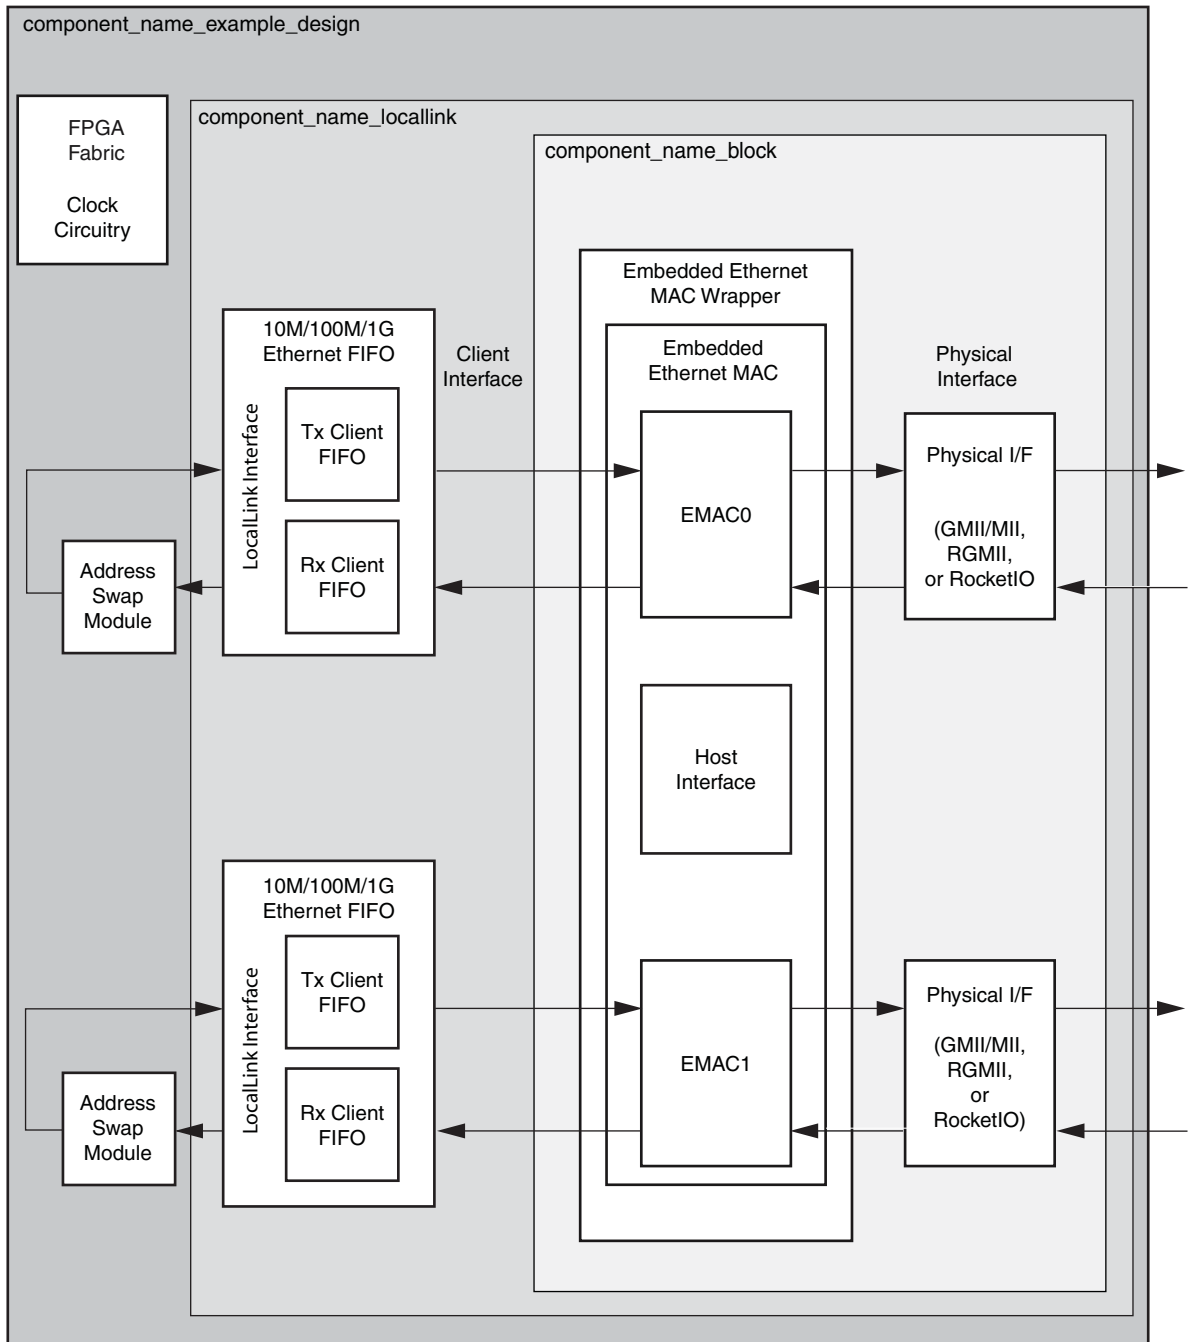 component_name_example_design
component_name_locallink
component_name_block
FPGA
Fabric
Clock
Circuitry
Embedded Ethernet
MAC Wrapper
10M/100M/1G
Ethernet FIFO
Client
Interface
Embedded
Ethernet MAC
Physical
Interface
LocalLink Interface
Tx Client
FIFO
Rx Client
FIFO
EMAC0
Physical I/F
(GMII/MII,
RGMII,
or RocketIO
Address
Swap
Module
Host
Interface
10M/100M/1G
Ethernet FIFO
LocalLink Interface
Tx Client
FIFO
Rx Client
FIFO
EMAC1
Physical I/F
(GMII/MII,
RGMII,
or
RocketIO)
Address
Swap
Module